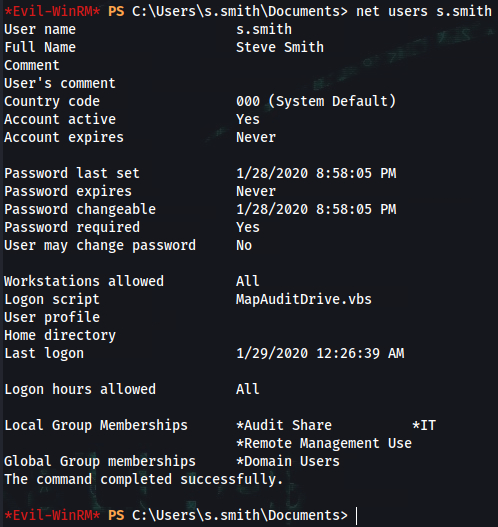 *Evil-WinRM* PS C:\Users\s.smith\Documents> net users s.smith
User name                    s.smith
Full Name                    Steve Smith
Comment
User's comment
Country code                 000 (System Default)
Account active               Yes
Account expires              Never

Password last set            1/28/2020 8:58:05 PM
Password expires             Never
Password changeable          1/28/2020 8:58:05 PM
Password required            Yes
User may change password     No

Workstations allowed         All
Logon script                 MapAuditDrive.vbs
User profile
Home directory
Last logon                   1/29/2020 12:26:39 AM

Logon hours allowed          All

Local Group Memberships      *Audit Share          *IT
                             *Remote Management Use
Global Group memberships     *Domain Users
The command completed successfully.

*Evil-WinRM* PS C:\Users\s.smith\Documents>